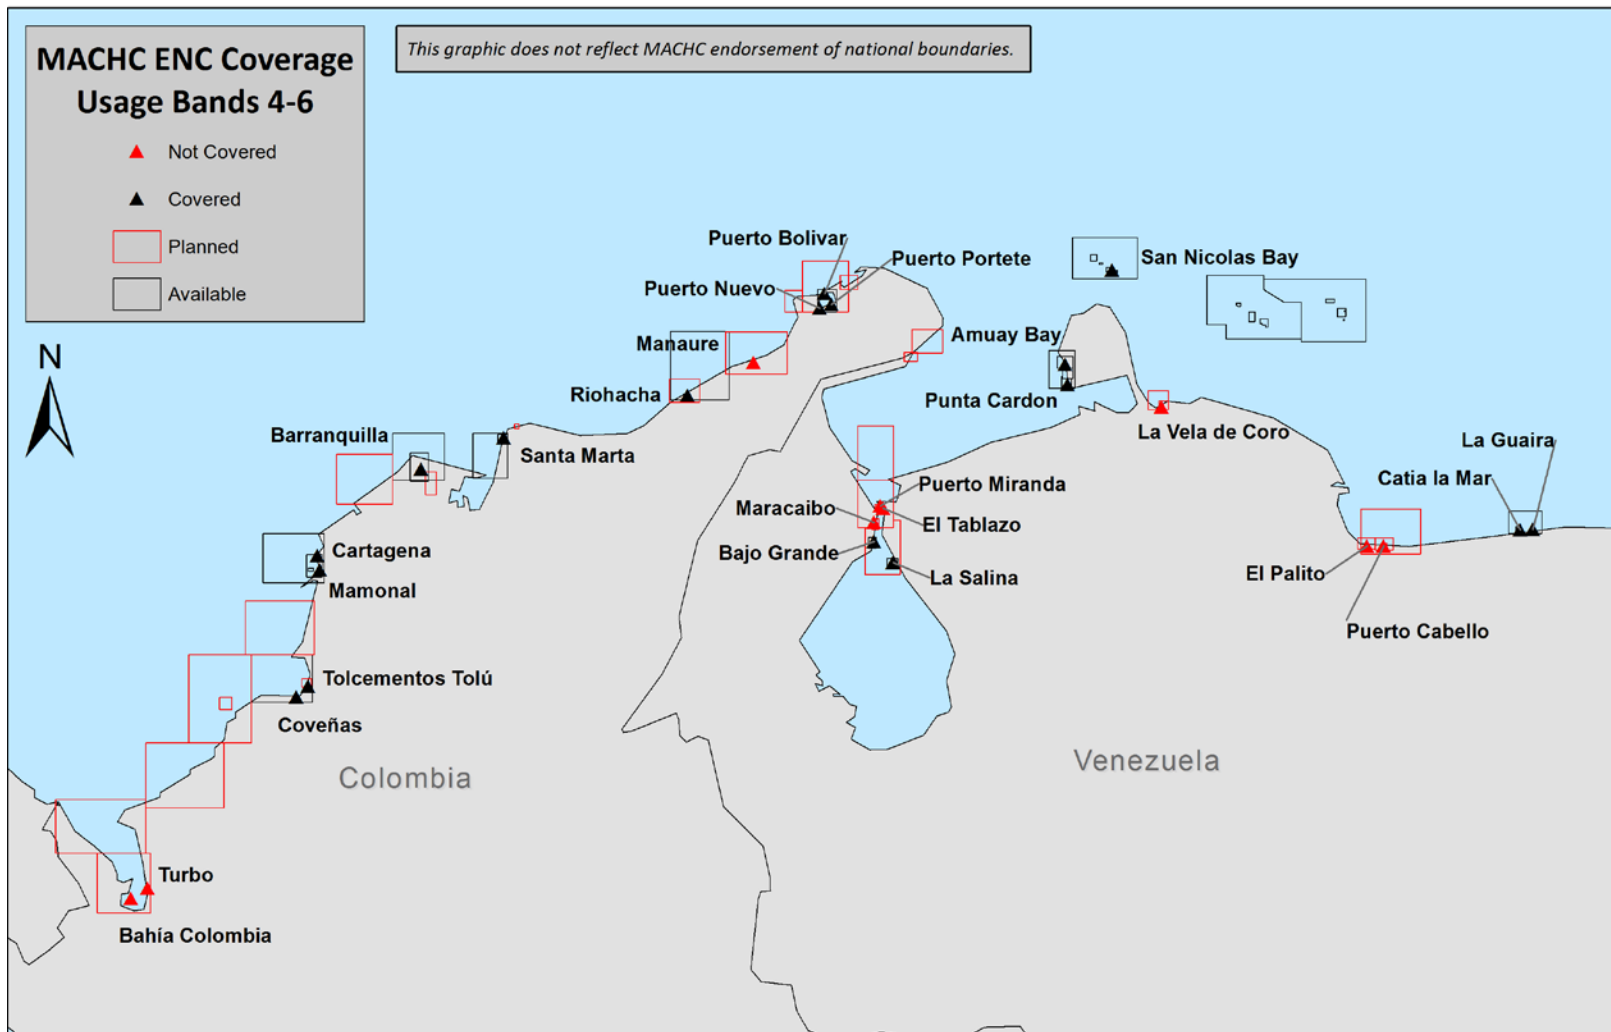 MACHC ENC Coverage
Usage Bands 4-6
Not Covered
Covered
Planned
Available
This graphic does not reflect MACHC endorsement of national boundaries.
N
Puerto Bolivar
Puerto Portete
Puerto Nuevo
San Nicolas Bay
Manaure
Amuay Bay
Riohacha
Punta Cardon
Barranquilla
Santa Marta
La Vela de Coro
La Guaira
Catia la Mar
Puerto Miranda
Maracaibo
El Tablazo
Bajo Grande
La Salina
Cartagena
Mamonal
El Palito
Puerto Cabello
Tolcementos Tolú
Coveñas
Colombia
Venezuela
Turbo
Bahía Colombia